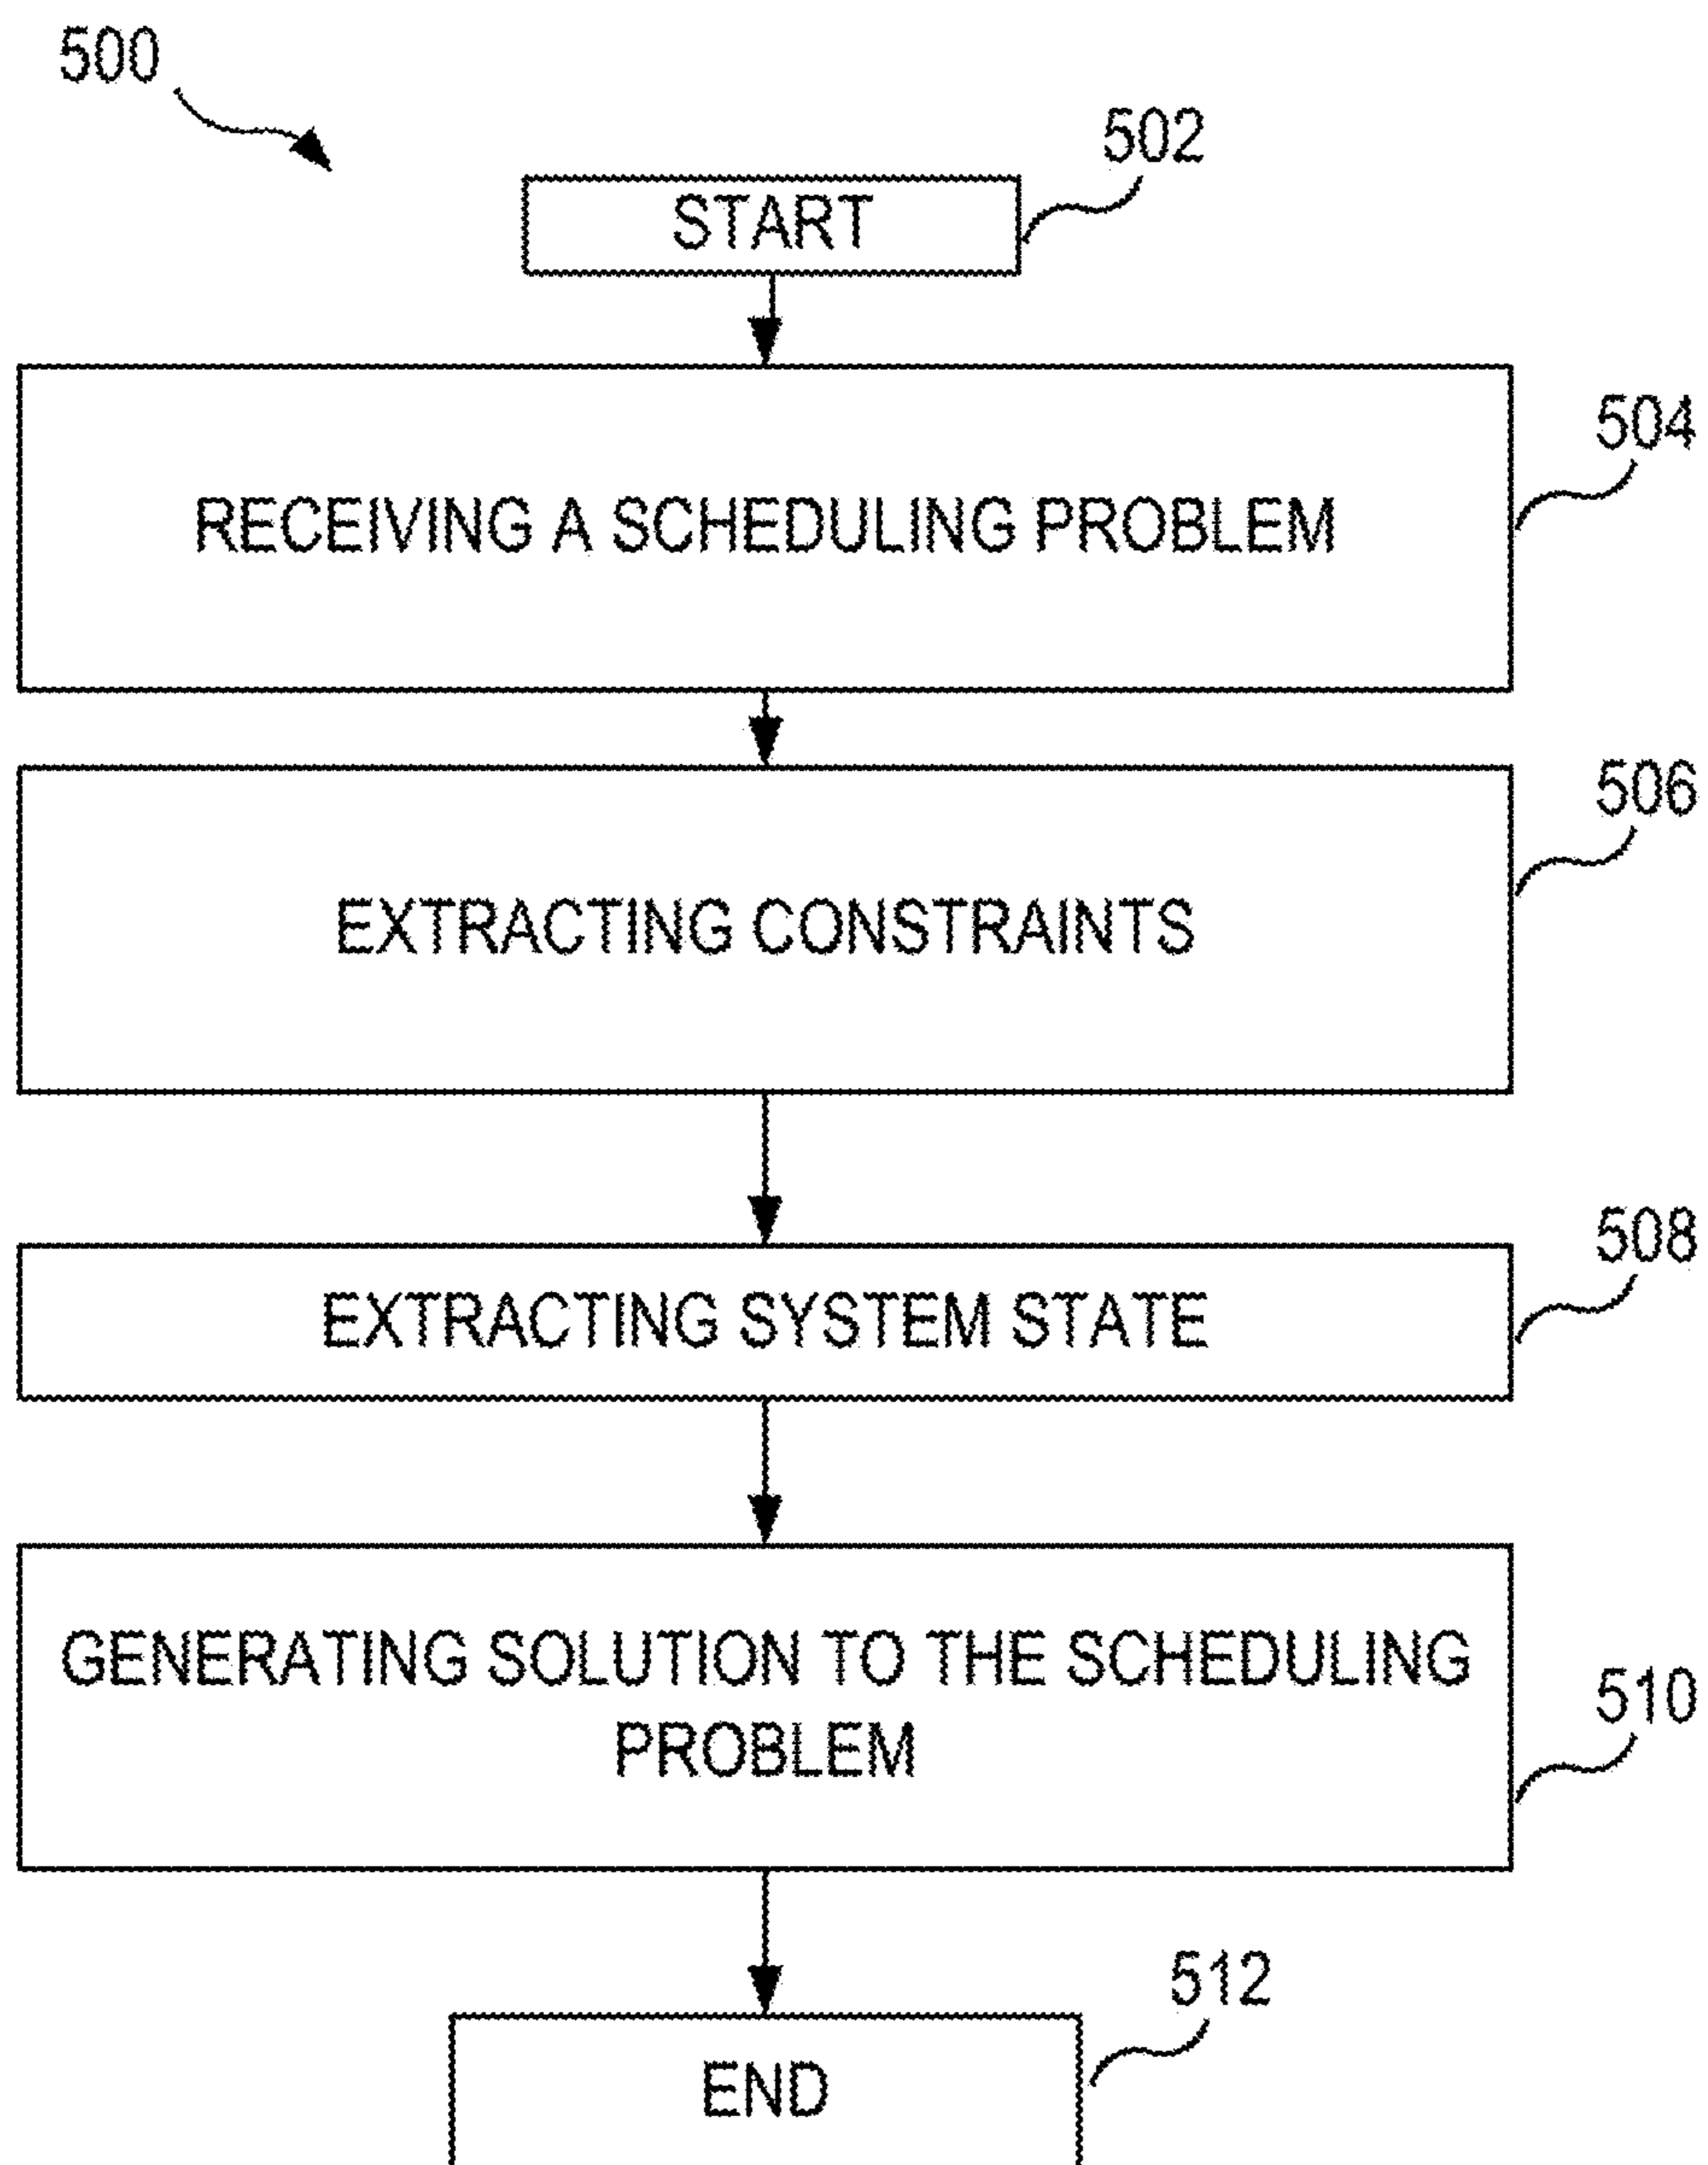 500
502
START
504
RECEIVING A SCHEDULING PROBLEM
506
EXTRACTING CONSTRAINTS
508
EXTRACTING SYSTEM STATE
GENERATING SOLUTION TO THE SCHEDULING
PROBLEM
510
512
END